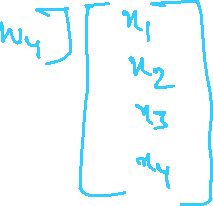 w₄ ] [ x₁
x₂
x₃
x₄ ]